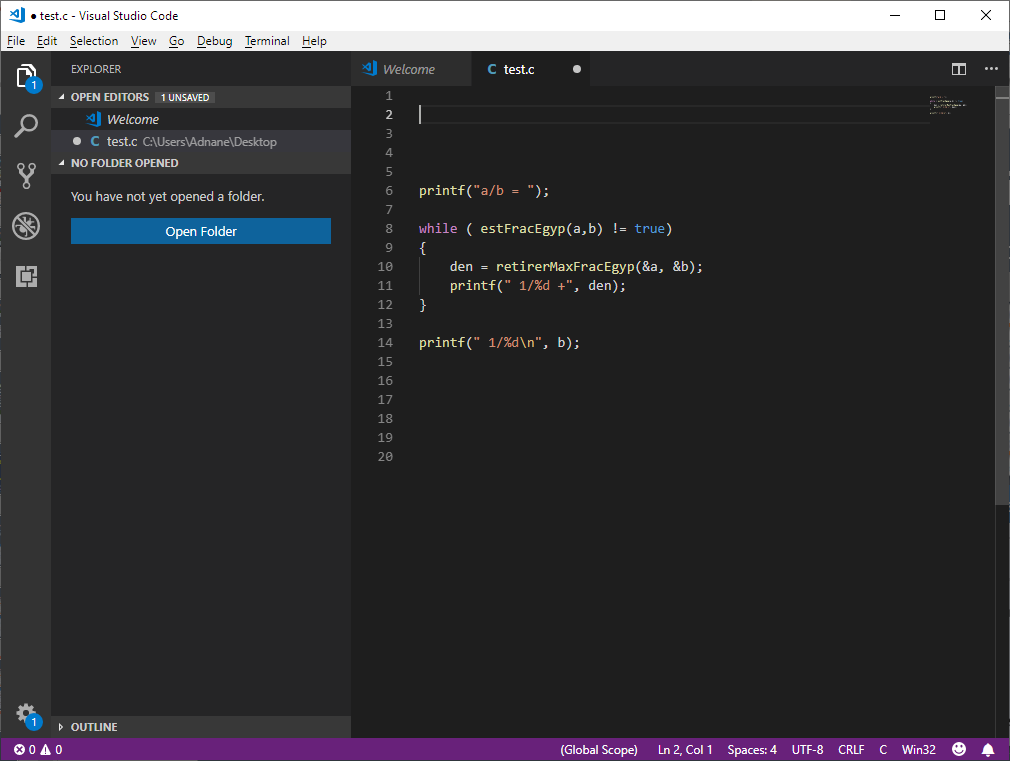 ● test.c - Visual Studio Code
File Edit Selection View Go Debug Terminal Help
1
EXPLORER
OPEN EDITORS 1 UNSAVED
Welcome
● C test.c C:\Users\Adnane\Desktop
NO FOLDER OPENED
You have not yet opened a folder.
Open Folder
OUTLINE
1
Welcome C test.c ●
1
2
3
4
5
6 printf("a/b = ");
7
8 while ( estFracEgyp(a,b) != true)
9 {
10 den = retirerMaxFracEgyp(&a, &b);
11 printf(" 1/%d +", den);
12 }
13
14 printf(" 1/%d\n", b);
15
16
17
18
19
20
0 0 (Global Scope) Ln 2, Col 1 Spaces: 4 UTF-8 CRLF C Win32